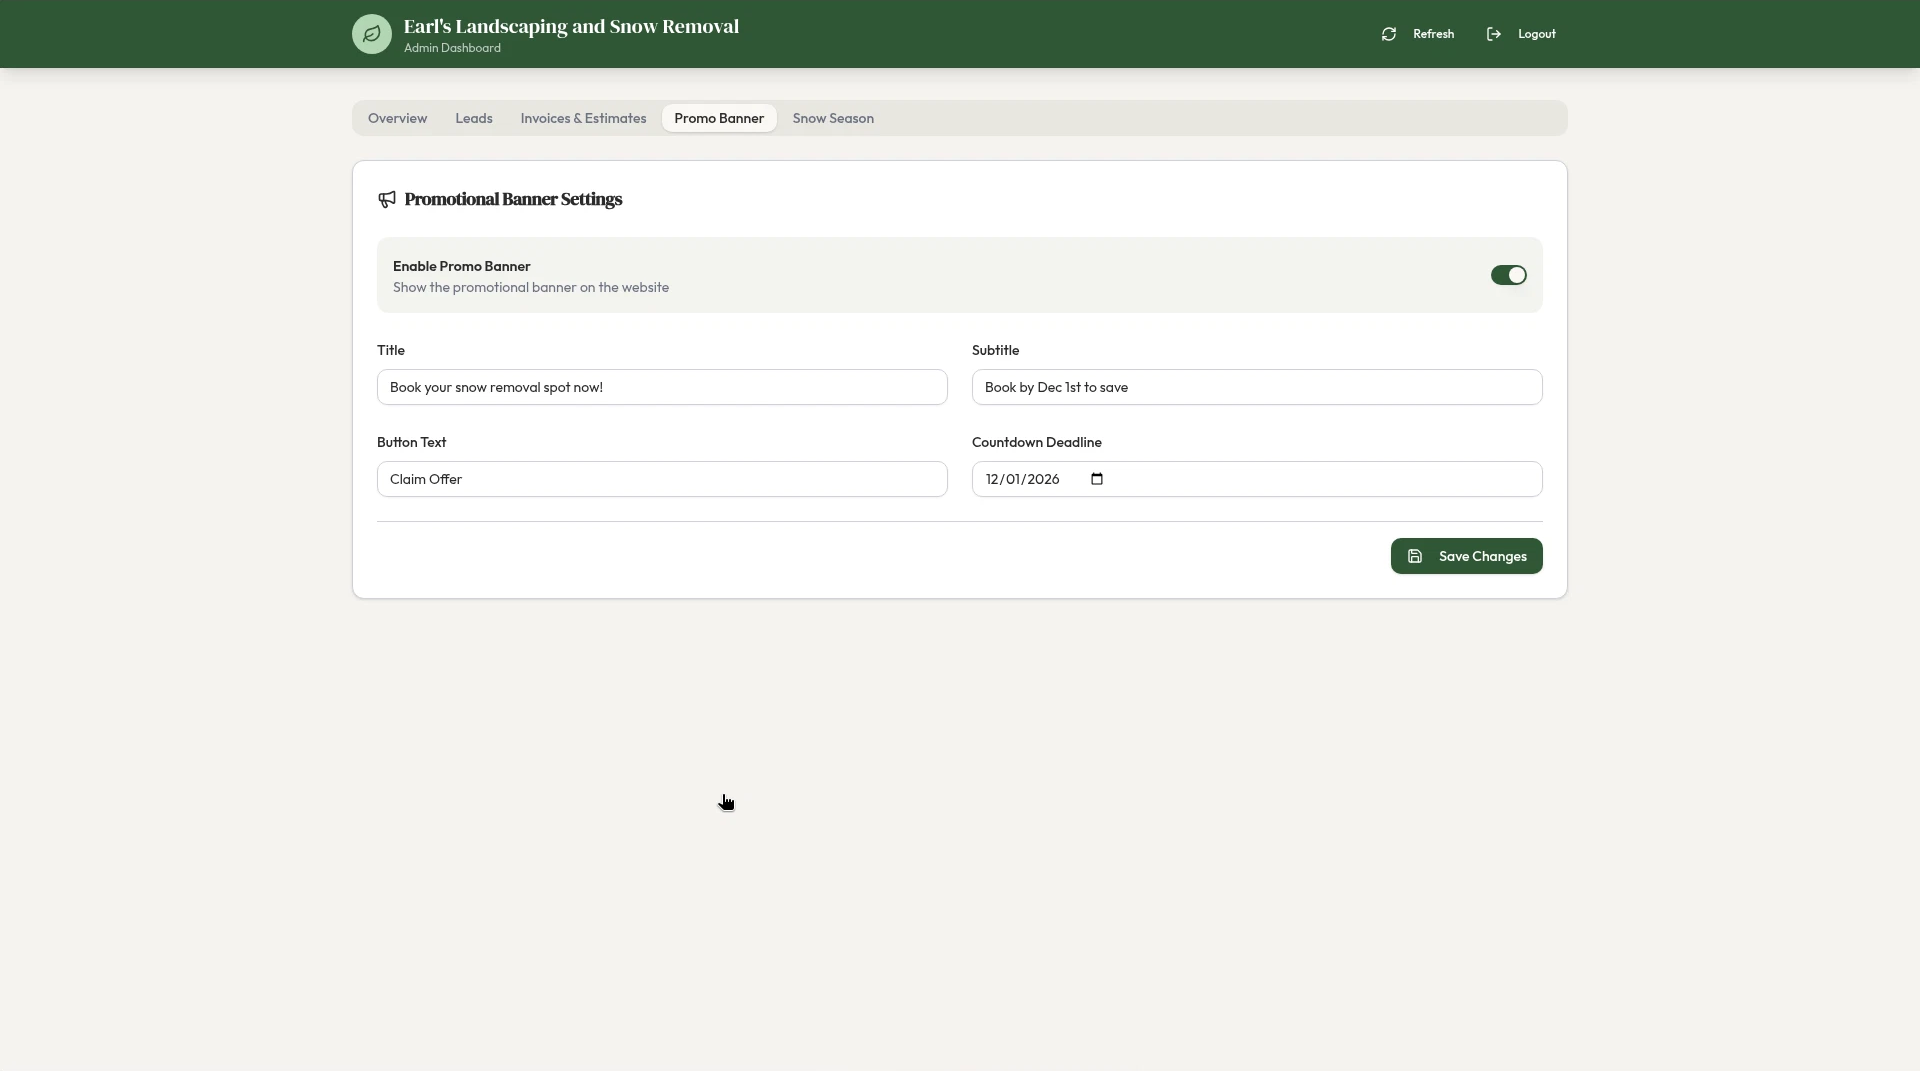 Earl's Landscaping and Snow Removal
Admin Dashboard
Refresh
Logout
Overview
Leads
Invoices & Estimates
Promo Banner
Snow Season
Promotional Banner Settings
Enable Promo Banner
Show the promotional banner on the website
Title
Subtitle
Book your snow removal spot now!
Book by Dec 1st to save
Button Text
Countdown Deadline
Claim Offer
12/01/2026
Save Changes